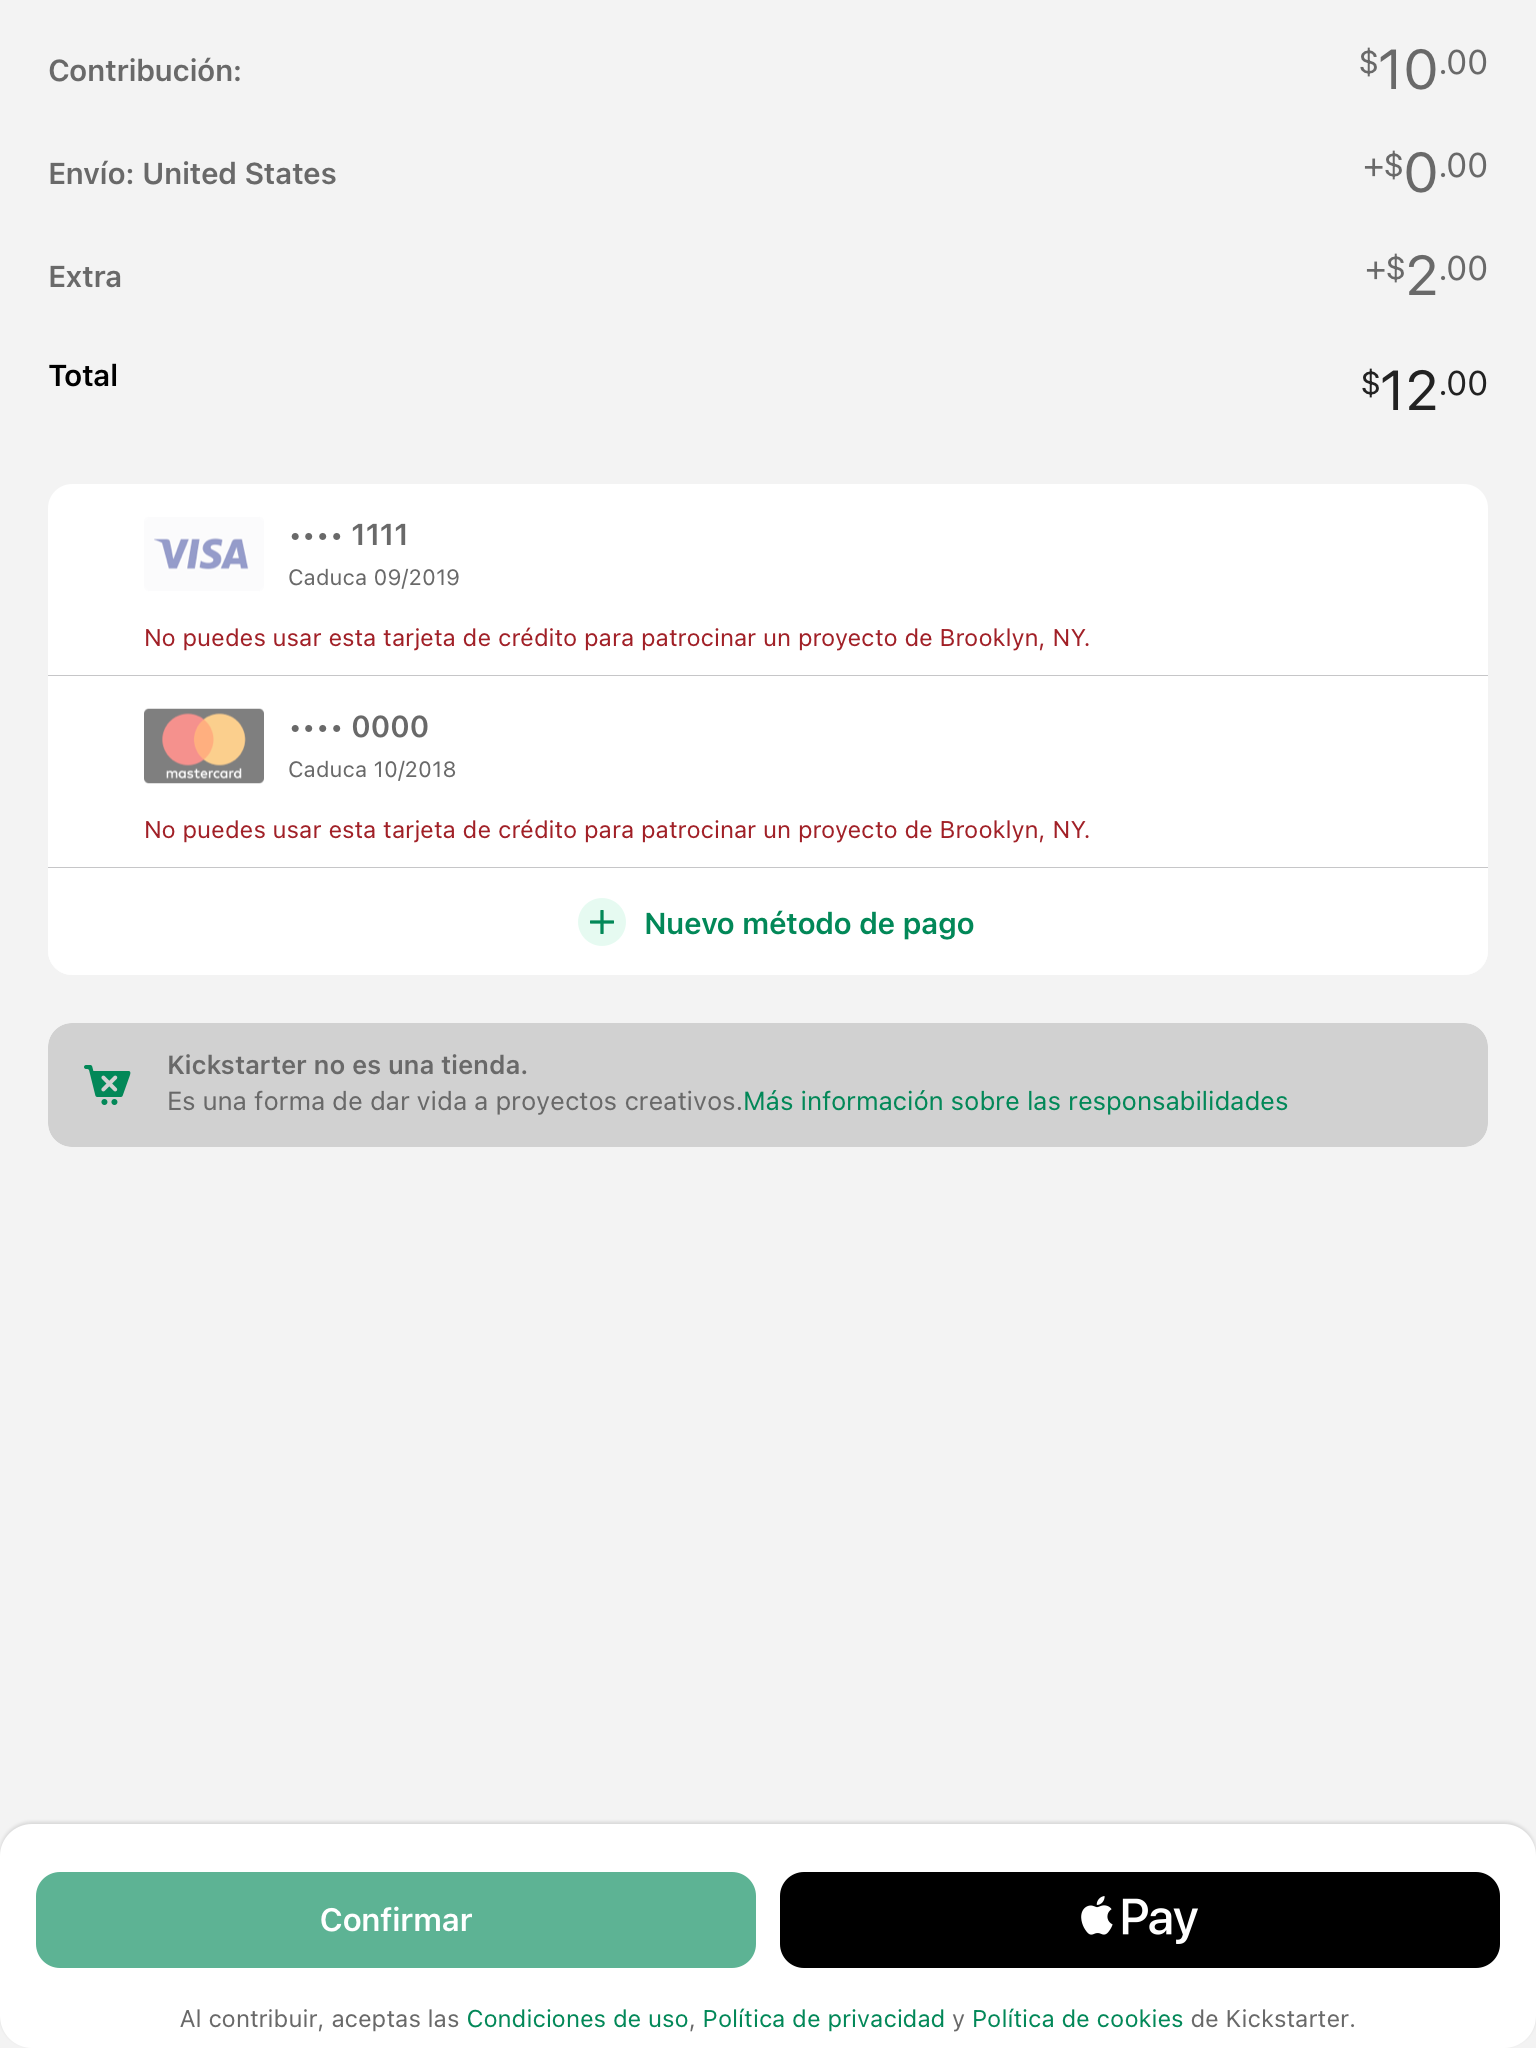 Contribución: $10.00
Envío: United States +$0.00
Extra +$2.00
Total $12.00
VISA •••• 1111
Caduca 09/2019
No puedes usar esta tarjeta de crédito para patrocinar un proyecto de Brooklyn, NY.
•••• 0000
mastercard Caduca 10/2018
No puedes usar esta tarjeta de crédito para patrocinar un proyecto de Brooklyn, NY.
Nuevo método de pago
Kickstarter no es una tienda.
Es una forma de dar vida a proyectos creativos.Más información sobre las responsabilidades
Confirmar Pay
Al contribuir, aceptas las Condiciones de uso, Política de privacidad y Política de cookies de Kickstarter.